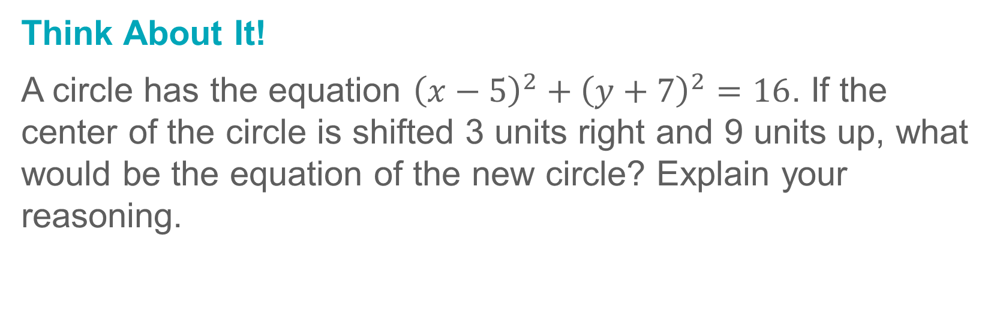 Think About It!
A circle has the equation (x − 5)² + (y + 7)² = 16. If the
center of the circle is shifted 3 units right and 9 units up, what
would be the equation of the new circle? Explain your
reasoning.